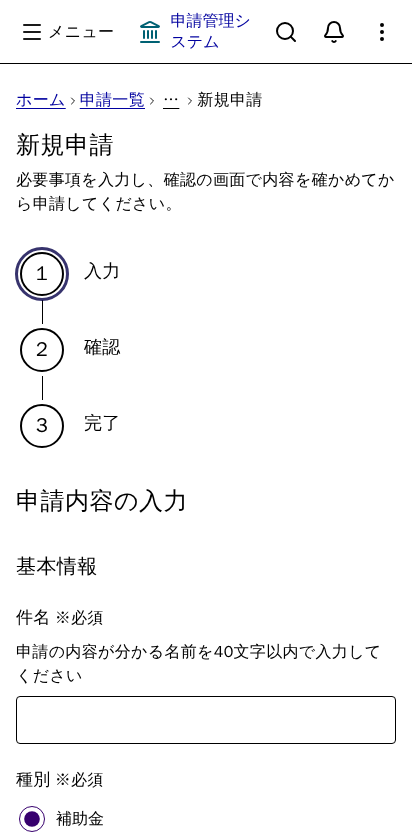 メニュー
申請管理シ
ステム
ホーム › 申請一覧 › … › 新規申請
新規申請
必要事項を入力し、確認の画面で内容を確かめてか
ら申請してください。
1 入力
2 確認
3 完了
申請内容の入力
基本情報
件名 ※必須
申請の内容が分かる名前を40文字以内で入力して
ください
種別 ※必須
補助金